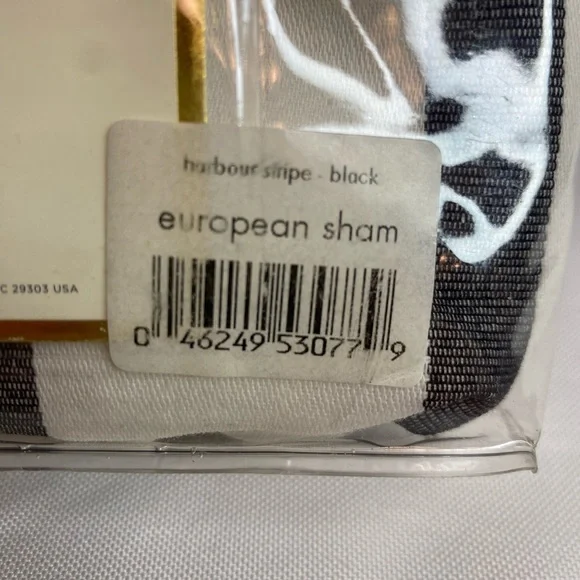 harbour stripe - black
european sham
C 29303 USA
0 46249 53077 9